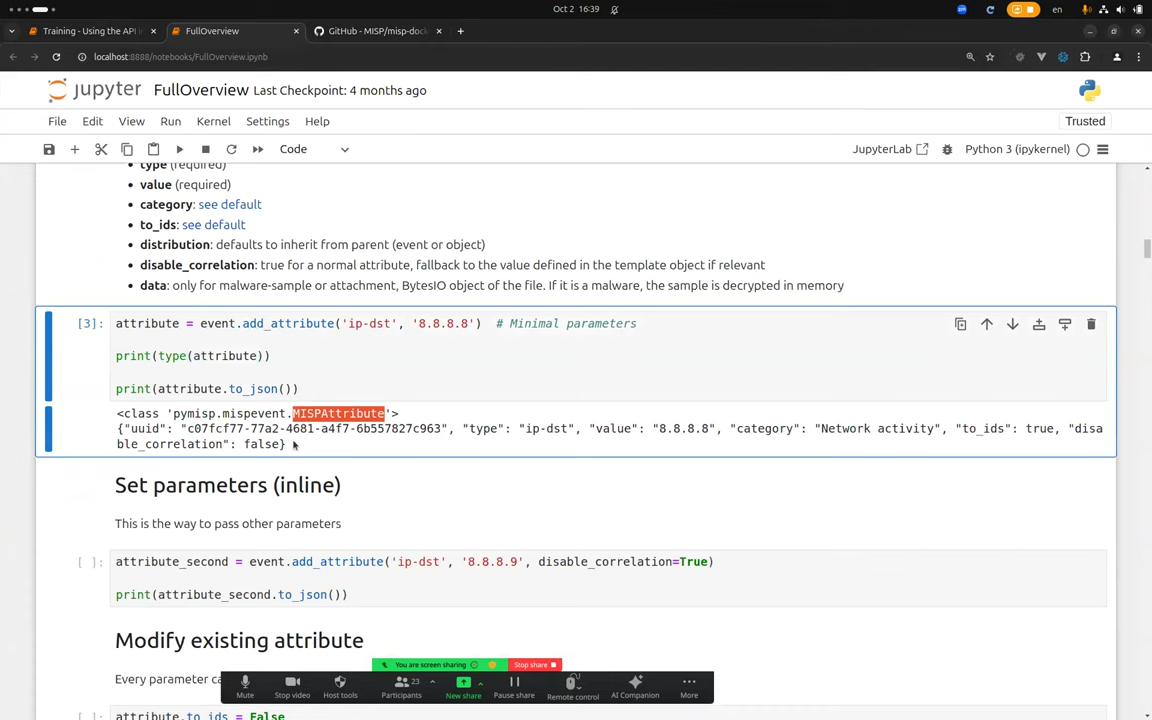 Oct 2 16:39
en
Training - Using the API i
FullOverview
GitHub - MISP/misp-dock
localhost:8888/notebooks/FullOverview.ipynb
jupyter FullOverview Last Checkpoint: 4 months ago
File Edit View Run Kernel Settings Help
Trusted
Code
JupyterLab
Python 3 (ipykernel)
• type (required)
• value (required)
• category: see default
• to_ids: see default
• distribution: defaults to inherit from parent (event or object)
• disable_correlation: true for a normal attribute, fallback to the value defined in the template object if relevant
• data: only for malware-sample or attachment, BytesIO object of the file. If it is a malware, the sample is decrypted in memory
[3]: attribute = event.add_attribute('ip-dst', '8.8.8.8')  # Minimal parameters
print(type(attribute))
print(attribute.to_json())
<class 'pymisp.mispevent.MISPAttribute'>
{"uuid": "c07fcf77-77a2-4681-a4f7-6b557827c963", "type": "ip-dst", "value": "8.8.8.8", "category": "Network activity", "to_ids": true, "disa
ble_correlation": false}
Set parameters (inline)
This is the way to pass other parameters
[ ]: attribute_second = event.add_attribute('ip-dst', '8.8.8.9', disable_correlation=True)
print(attribute_second.to_json())
Modify existing attribute
Every parameter ca
[ ]: attribute.to_ids = False
You are screen sharing
Stop share
Mute
Stop video
Host tools
Participants 23
New share
Pause share
Remote control
AI Companion
More